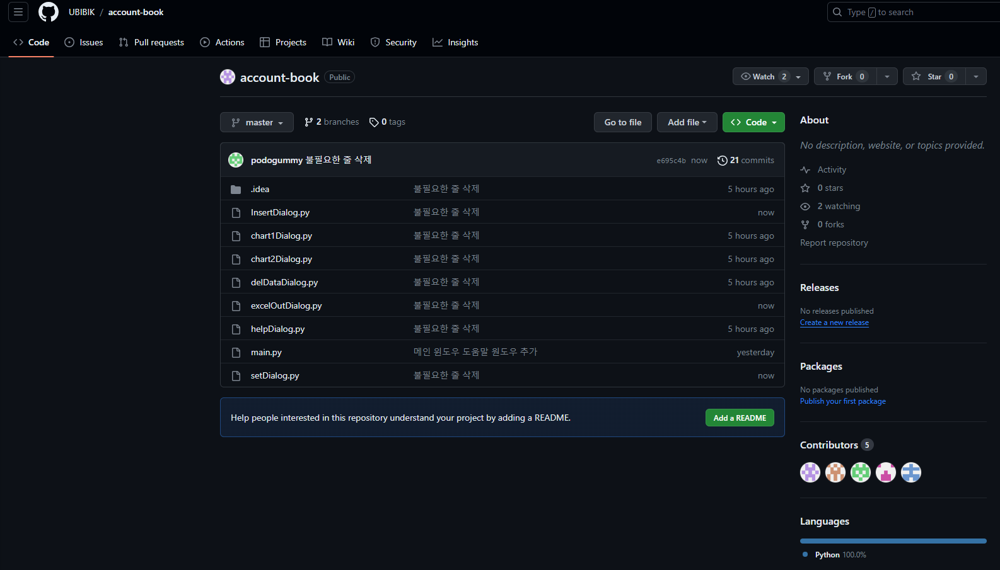 UBIBIK / account-book
Type / to search
Code Issues Pull requests Actions Projects Wiki Security Insights
account-book Public
Watch 2 Fork 0 Star 0
master 2 branches 0 tags Go to file Add file Code
podogummy 불필요한 줄 삭제 e695c4b now 21 commits
.idea 불필요한 줄 삭제 5 hours ago
InsertDialog.py 불필요한 줄 삭제 now
chart1Dialog.py 불필요한 줄 삭제 5 hours ago
chart2Dialog.py 불필요한 줄 삭제 5 hours ago
delDataDialog.py 불필요한 줄 삭제 5 hours ago
excelOutDialog.py 불필요한 줄 삭제 now
helpDialog.py 불필요한 줄 삭제 5 hours ago
main.py 메인 윈도우 도움말 윈도우 추가 yesterday
setDialog.py 불필요한 줄 삭제 now
Help people interested in this repository understand your project by adding a README. Add a README
About
No description, website, or topics provided.
Activity
0 stars
2 watching
0 forks
Report repository
Releases
No releases published
Create a new release
Packages
No packages published
Publish your first package
Contributors 5
Languages
Python 100.0%